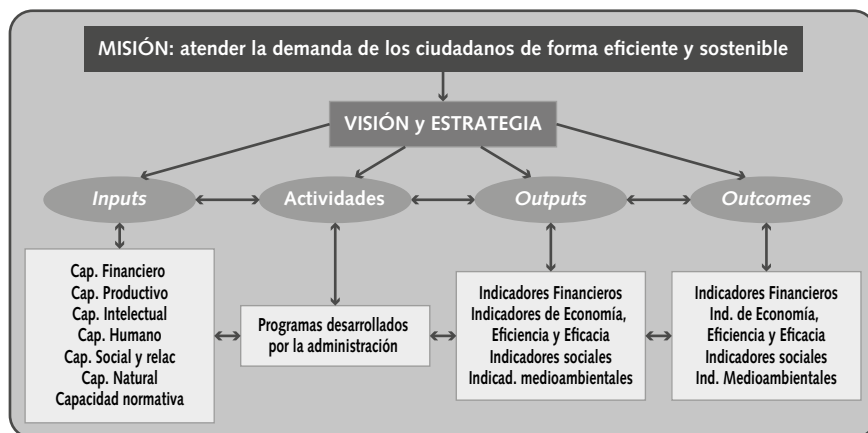 MISIÓN: atender la demanda de los ciudadanos de forma eficiente y sostenible
VISIÓN y ESTRATEGIA
Inputs
Actividades
Outputs
Outcomes
Cap. Financiero
Cap. Productivo
Cap. Intelectual
Cap. Humano
Cap. Social y relac
Cap. Natural
Capacidad normativa
Programas desarrollados
por la administración
Indicadores Financieros
Indicadores de Economía,
Eficiencia y Eficacia
Indicadores sociales
Indicad. medioambientales
Indicadores Financieros
Ind. de Economía,
Eficiencia y Eficacia
Indicadores sociales
Ind. Medioambientales